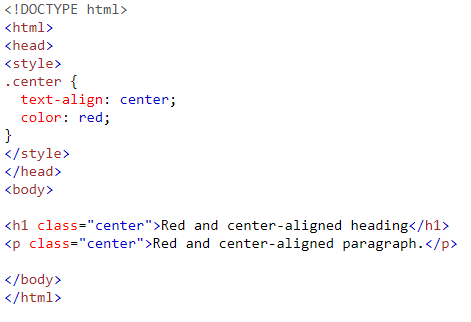 <!DOCTYPE html>
<html>
<head>
<style>
.center {
  text-align: center;
  color: red;
}
</style>
</head>
<body>

<h1 class="center">Red and center-aligned heading</h1>
<p class="center">Red and center-aligned paragraph.</p>

</body>
</html>